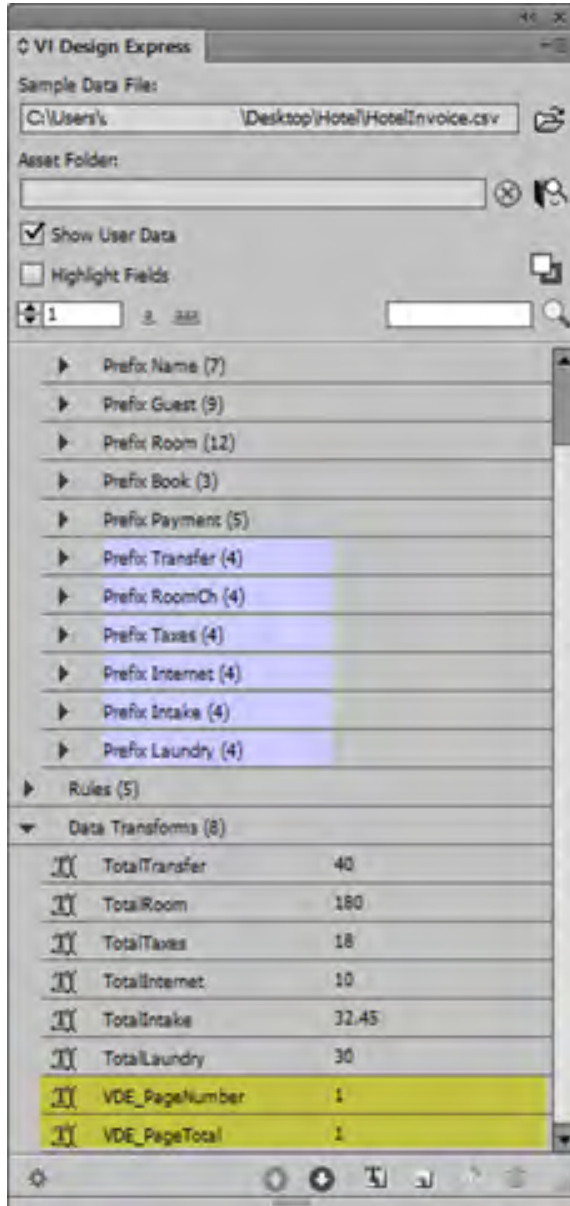 VI Design Express
Sample Data File:
C:\Users\ \Desktop\Hotel\HotelInvoice.csv
Asset Folder:
Show User Data
Highlight Fields
1 a aaa
Prefix Name (7)
Prefix Guest (9)
Prefix Room (12)
Prefix Book (3)
Prefix Payment (5)
Prefix Transfer (4)
Prefix RoomCh (4)
Prefix Taxes (4)
Prefix Internet (4)
Prefix Intake (4)
Prefix Laundry (4)
Rules (5)
Data Transforms (8)
TotalTransfer 40
TotalRoom 180
TotalTaxes 18
TotalInternet 10
TotalIntake 32.45
TotalLaundry 30
VDE_PageNumber 1
VDE_PageTotal 1